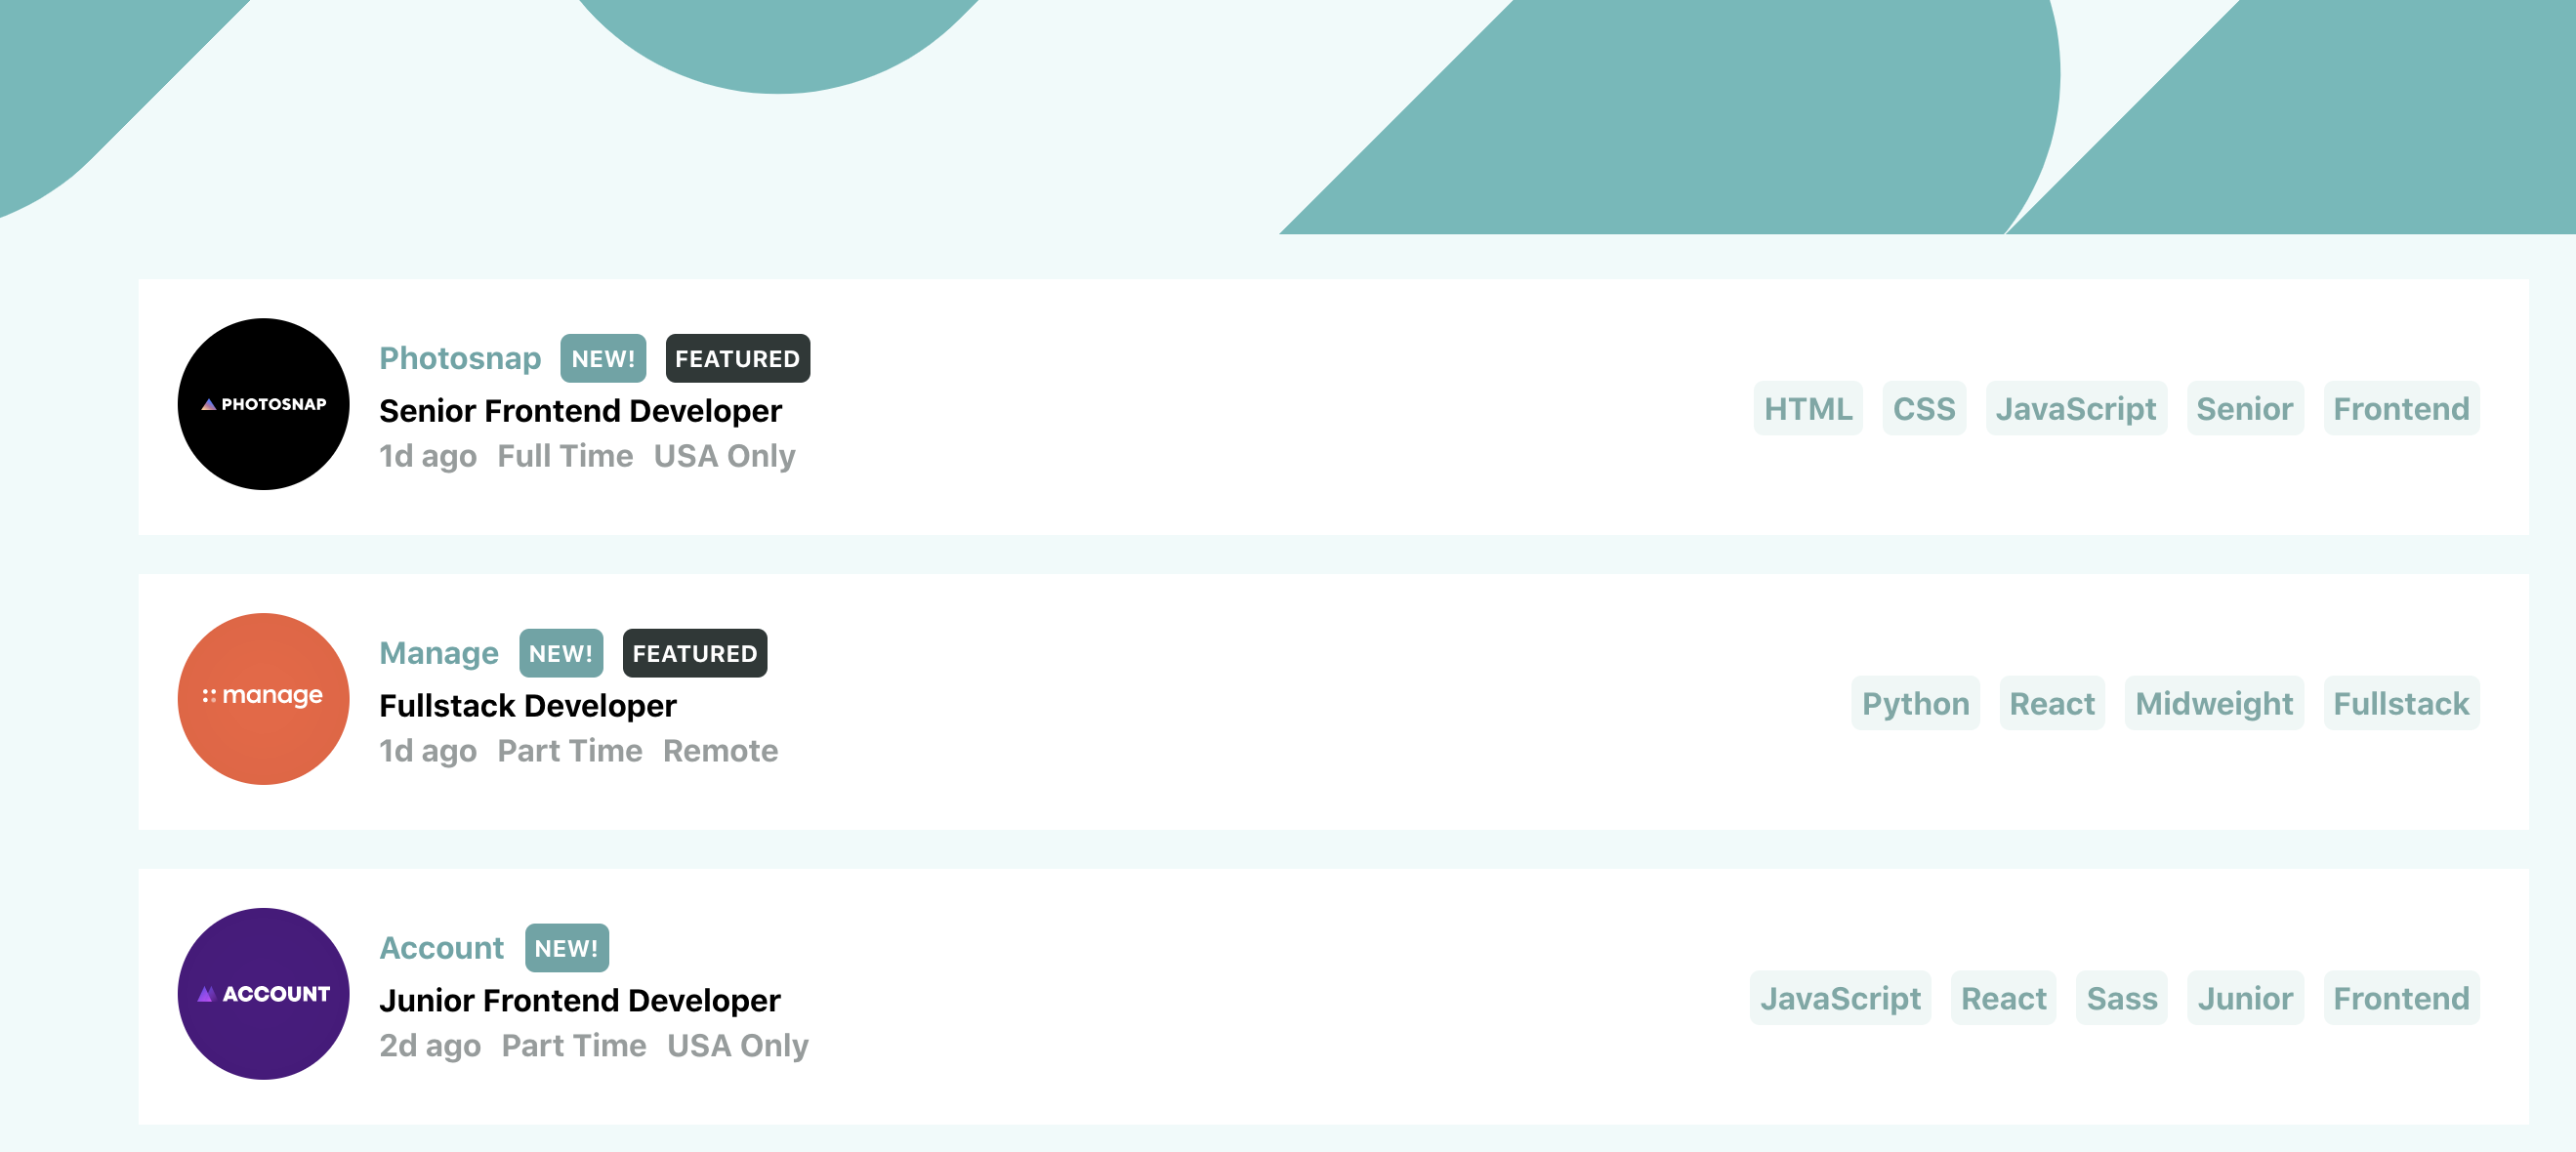 PHOTOSNAP
Photosnap NEW! FEATURED
Senior Frontend Developer
1d ago Full Time USA Only
HTML CSS JavaScript Senior Frontend
manage
Manage NEW! FEATURED
Fullstack Developer
1d ago Part Time Remote
Python React Midweight Fullstack
ACCOUNT
Account NEW!
Junior Frontend Developer
2d ago Part Time USA Only
JavaScript React Sass Junior Frontend